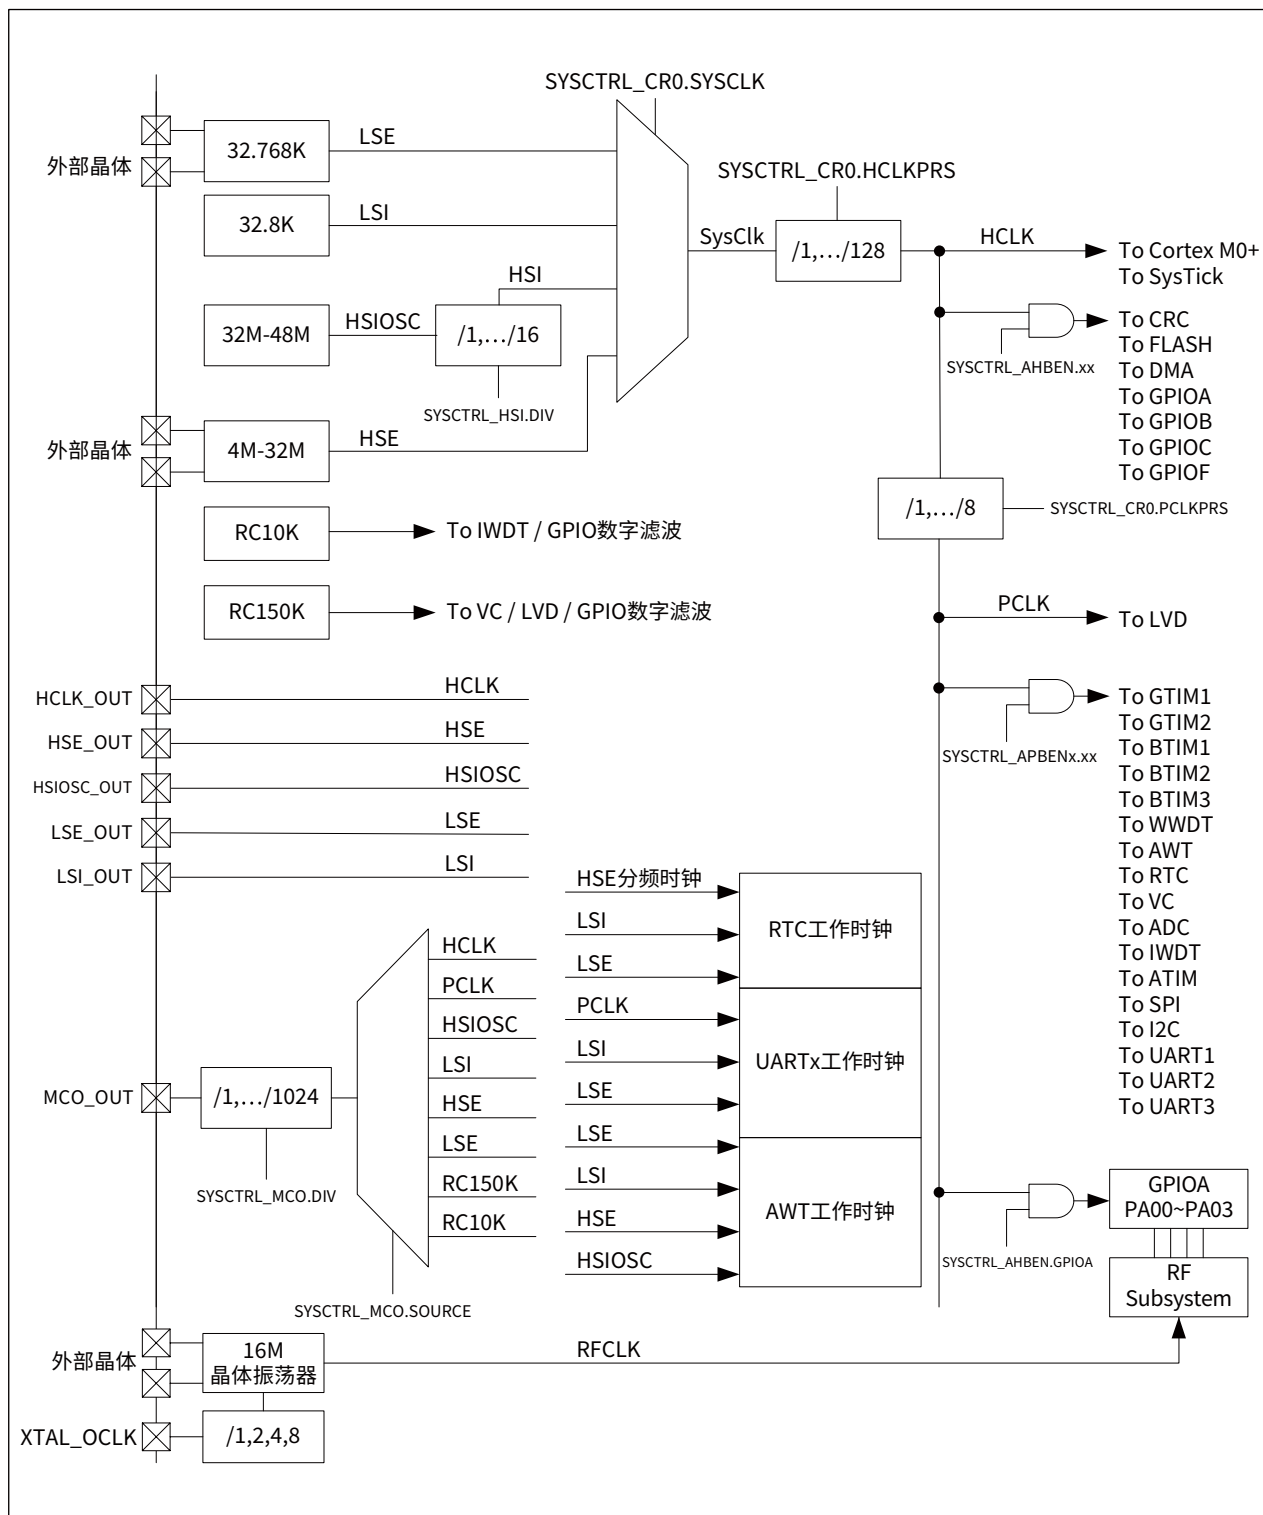 SYSCTRL_CR0.SYSCLK
外部晶体
32.768K
LSE
32.8K
LSI
32M-48M
HSIOSC
HSI
/1,.../16
SYSCTRL_HSI.DIV
外部晶体
4M-32M
HSE
SysClk
SYSCTRL_CR0.HCLKPRS
/1,.../128
HCLK
To Cortex M0+
To SysTick
SYSCTRL_AHBEN.xx
To CRC
To FLASH
To DMA
To GPIOA
To GPIOB
To GPIOC
To GPIOF
/1,.../8
SYSCTRL_CR0.PCLKPRS
RC10K
To IWDT / GPIO数字滤波
RC150K
To VC / LVD / GPIO数字滤波
PCLK
To LVD
HCLK_OUT
HCLK
HSE_OUT
HSE
HSIOSC_OUT
HSIOSC
LSE_OUT
LSE
LSI_OUT
LSI
SYSCTRL_APBENx.xx
To GTIM1
To GTIM2
To BTIM1
To BTIM2
To BTIM3
To WWDT
To AWT
To RTC
To VC
To ADC
To IWDT
To ATIM
To SPI
To I2C
To UART1
To UART2
To UART3
MCO_OUT
/1,.../1024
SYSCTRL_MCO.DIV
HCLK
PCLK
HSIOSC
LSI
HSE
LSE
RC150K
RC10K
SYSCTRL_MCO.SOURCE
HSE分频时钟
LSI
LSE
RTC工作时钟
PCLK
LSI
LSE
UARTx工作时钟
LSE
LSI
HSE
HSIOSC
AWT工作时钟
SYSCTRL_AHBEN.GPIOA
GPIOA
PA00~PA03
RF
Subsystem
外部晶体
16M
晶体振荡器
RFCLK
XTAL_OCLK
/1,2,4,8